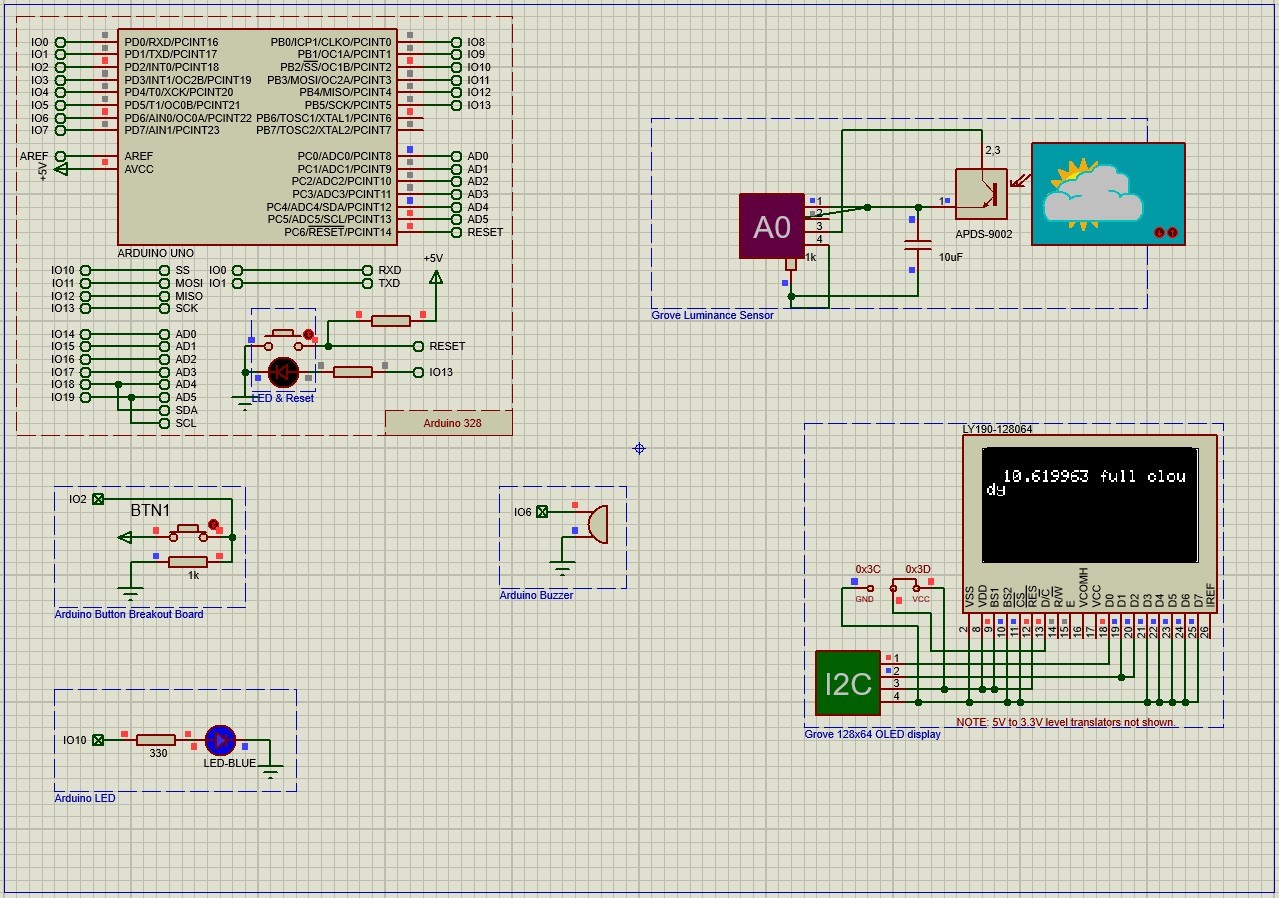 IO0 PD0/RXD/PCINT16 PB0/ICP1/CLKO/PCINT0 IO8
IO1 PD1/TXD/PCINT17 PB1/OC1A/PCINT1 IO9
IO2 PD2/INT0/PCINT18 PB2/SS/OC1B/PCINT2 IO10
IO3 PD3/INT1/OC2B/PCINT19 PB3/MOSI/OC2A/PCINT3 IO11
IO4 PD4/T0/XCK/PCINT20 PB4/MISO/PCINT4 IO12
IO5 PD5/T1/OC0B/PCINT21 PB5/SCK/PCINT5 IO13
IO6 PD6/AIN0/OC0A/PCINT22 PB6/TOSC1/XTAL1/PCINT6
IO7 PD7/AIN1/PCINT23 PB7/TOSC2/XTAL2/PCINT7
AREF AREF PC0/ADC0/PCINT8 AD0
+5V AVCC PC1/ADC1/PCINT9 AD1
PC2/ADC2/PCINT10 AD2
PC3/ADC3/PCINT11 AD3
PC4/ADC4/SDA/PCINT12 AD4
PC5/ADC5/SCL/PCINT13 AD5
PC6/RESET/PCINT14 RESET
ARDUINO UNO
+5V
IO10 SS IO0 RXD
IO11 MOSI IO1 TXD
IO12 MISO
IO13 SCK
IO14 AD0
IO15 AD1 RESET
IO16 AD2
IO17 AD3 IO13
IO18 AD4
IO19 AD5 LED & Reset
SDA
SCL
Arduino 328
2,3
A0
1
2
3
4
1k
1
APDS-9002
10uF
Grove Luminance Sensor
LY190-128064
10.619963 full clou
dy
0x3C 0x3D
GND VCC
VSS VDD BS1 BS2 CS RES D/C R/W E VCOMH VCC D0 D1 D2 D3 D4 D5 D6 D7 IREF
2 8 9 10 11 12 13 14 15 16 17 18 19 20 21 22 23 24 25 26
I2C
1
2
3
4
NOTE: 5V to 3.3V level translators not shown.
Grove 128x64 OLED display
IO2
BTN1
1k
Arduino Button Breakout Board
IO6
Arduino Buzzer
IO10
330
LED-BLUE
Arduino LED